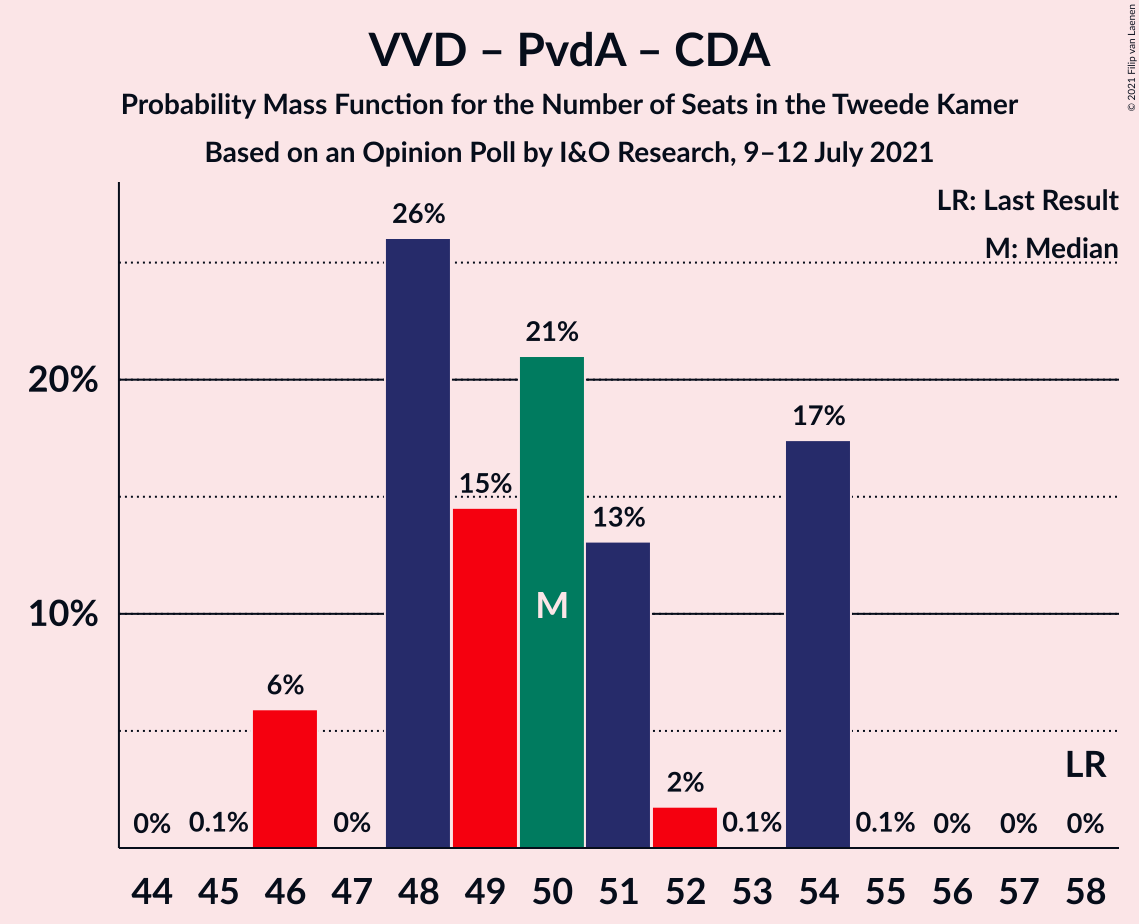 VVD – PvdA – CDA
Probability Mass Function for the Number of Seats in the Tweede Kamer
Based on an Opinion Poll by I&O Research, 9–12 July 2021
© 2021 Filip van Laenen
LR: Last Result
M: Median
26%
21%
20%
17%
15%
13%
M
10%
6%
LR
2%
0% 0.1% 0% 0.1% 0.1% 0% 0% 0%
44 45 46 47 48 49 50 51 52 53 54 55 56 57 58